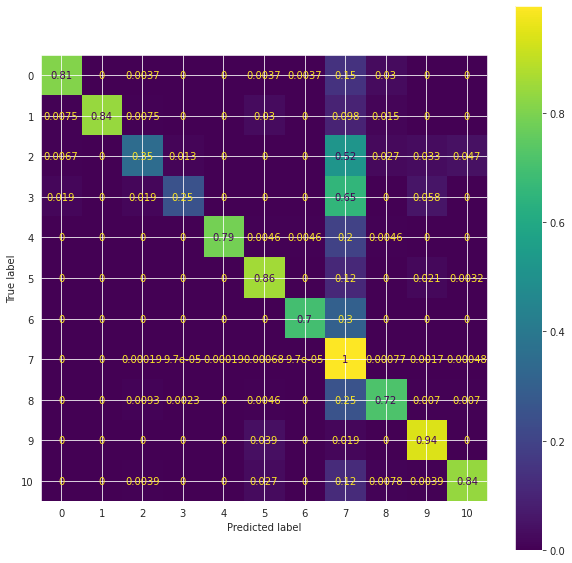 0 0.81 0 0.0037 0 0 0.0037 0.0037 0.15 0.03 0 0
1 0.0075 0.84 0.0075 0 0 0.03 0 0.098 0.015 0 0
2 0.0067 0 0.35 0.013 0 0 0 0.52 0.027 0.033 0.047
3 0.019 0 0.019 0.25 0 0 0 0.65 0 0.058 0
4 0 0 0 0 0.79 0.0046 0.0046 0.2 0.0046 0 0
5 0 0 0 0 0 0.86 0 0.12 0 0.021 0.0032
6 0 0 0 0 0 0 0.7 0.3 0 0 0
7 0 0 0.00019 9.7e-05 0.00019 0.00068 9.7e-05 1 0.00077 0.0017 0.00048
8 0 0 0.0093 0.0023 0 0.0046 0 0.25 0.72 0.007 0.007
9 0 0 0 0 0 0.039 0 0.019 0 0.94 0
10 0 0 0.0039 0 0 0.027 0 0.12 0.0078 0.0039 0.84
0 1 2 3 4 5 6 7 8 9 10
Predicted label
True label
0.8
0.6
0.4
0.2
0.0